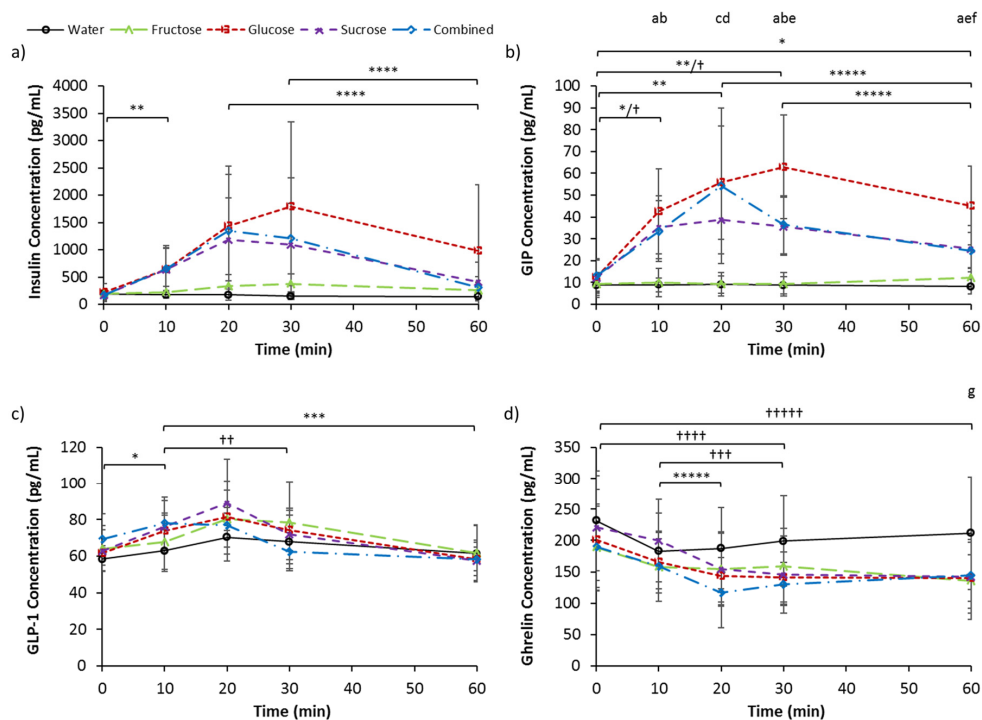 ab cd abe aef
Water Fructose Glucose Sucrose Combined
a)
****
****
**
Insulin Concentration (pg/mL)
4000
3500
3000
2500
2000
1500
1000
500
0
0 10 20 30 40 50 60
Time (min)
b)
*
**/†
*****
**
*****
*/†
GIP Concentration (pg/mL)
100
90
80
70
60
50
40
30
20
10
0
0 10 20 30 40 50 60
Time (min)
c)
***
††
*
GLP-1 Concentration (pg/mL)
120
100
80
60
40
20
0
0 10 20 30 40 50 60
Time (min)
g
d)
†††††
††††
†††
*****
Ghrelin Concentration (pg/mL)
350
300
250
200
150
100
50
0
0 10 20 30 40 50 60
Time (min)